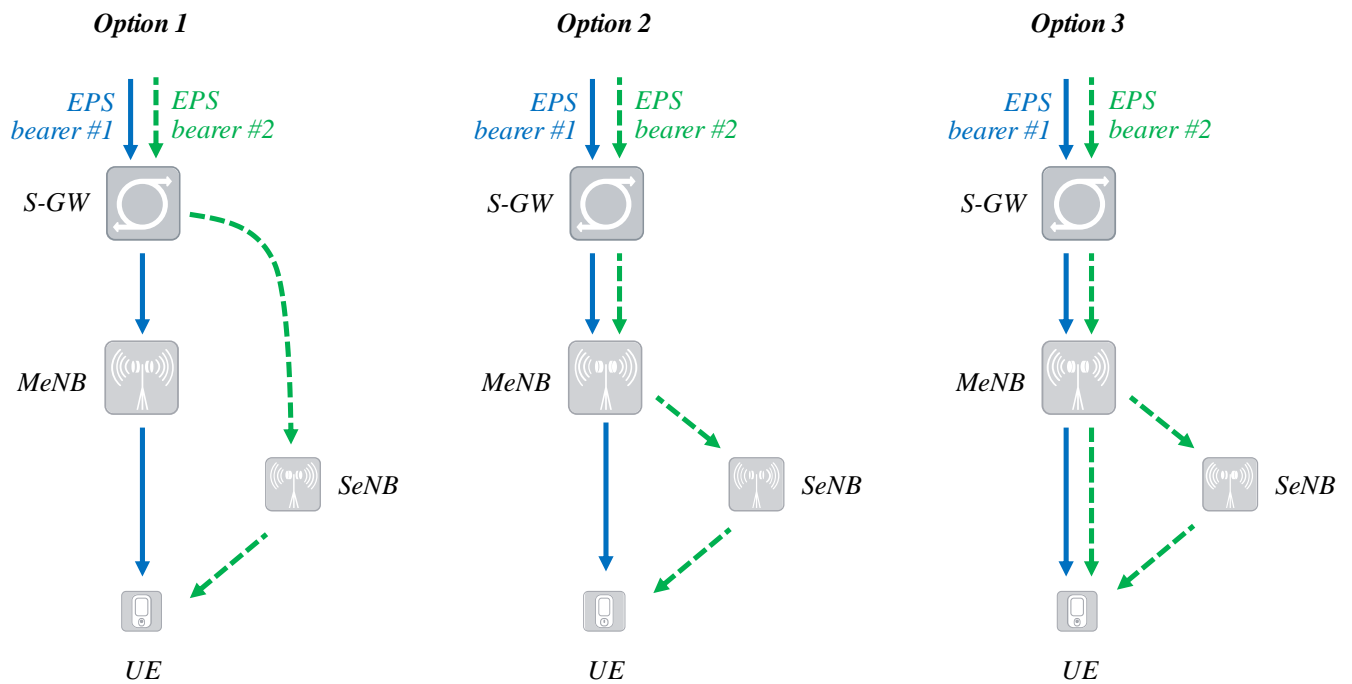 Option 1
Option 2
Option 3
EPS
bearer #1
EPS
bearer #2
EPS
bearer #1
EPS
bearer #2
EPS
bearer #1
EPS
bearer #2
S-GW
S-GW
S-GW
MeNB
MeNB
MeNB
SeNB
SeNB
SeNB
UE
UE
UE